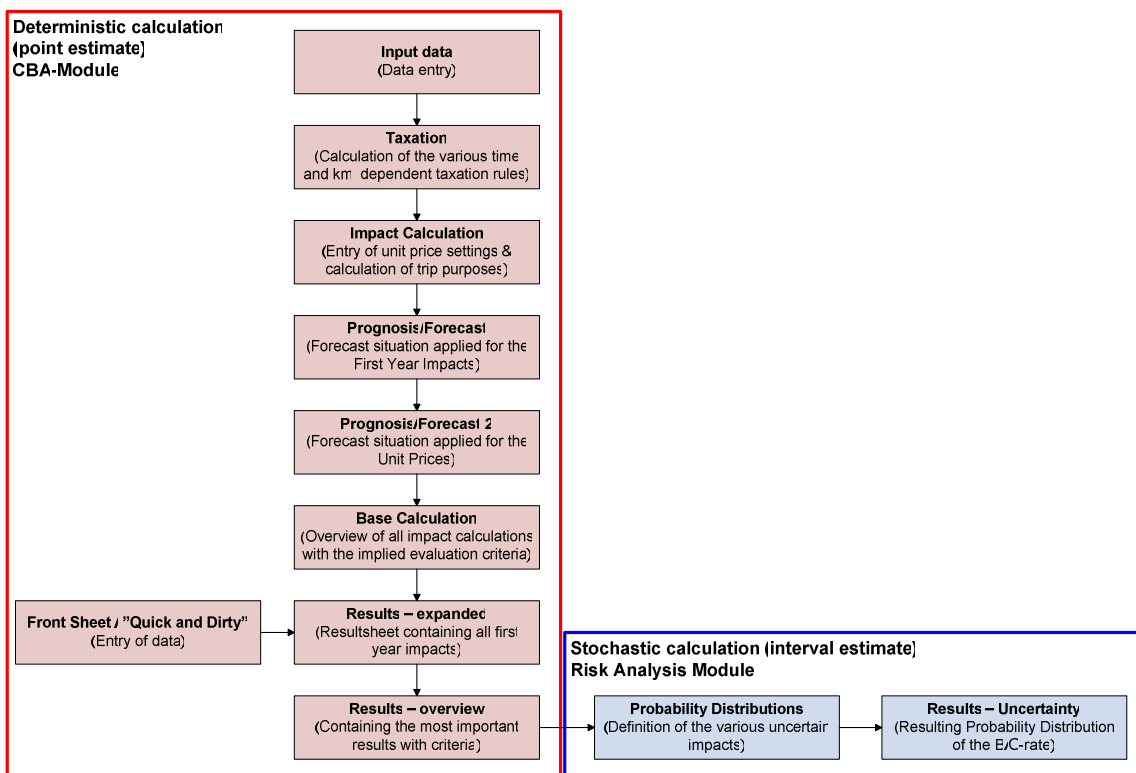 Deterministic calculation
(point estimate)
CBA-Module
Input data
(Data entry)
Taxation
(Calculation of the various time
and km dependent taxation rules)
Impact Calculation
(Entry of unit price settings &
calculation of trip purposes)
Prognosis/Forecast
(Forecast situation applied for the
First Year Impacts)
Prognosis/Forecast 2
(Forecast situation applied for the
Unit Prices)
Base Calculation
(Overview of all impact calculations
with the implied evaluation criteria)
Front Sheet / "Quick and Dirty"
(Entry of data)
Results – expanded
(Resultsheet containing all first
year impacts)
Results – overview
(Containing the most important
results with criteria)
Stochastic calculation (interval estimate)
Risk Analysis Module
Probability Distributions
(Definition of the various uncertain
impacts)
Results – Uncertainty
(Resulting Probability Distribution
of the B/C-rate)